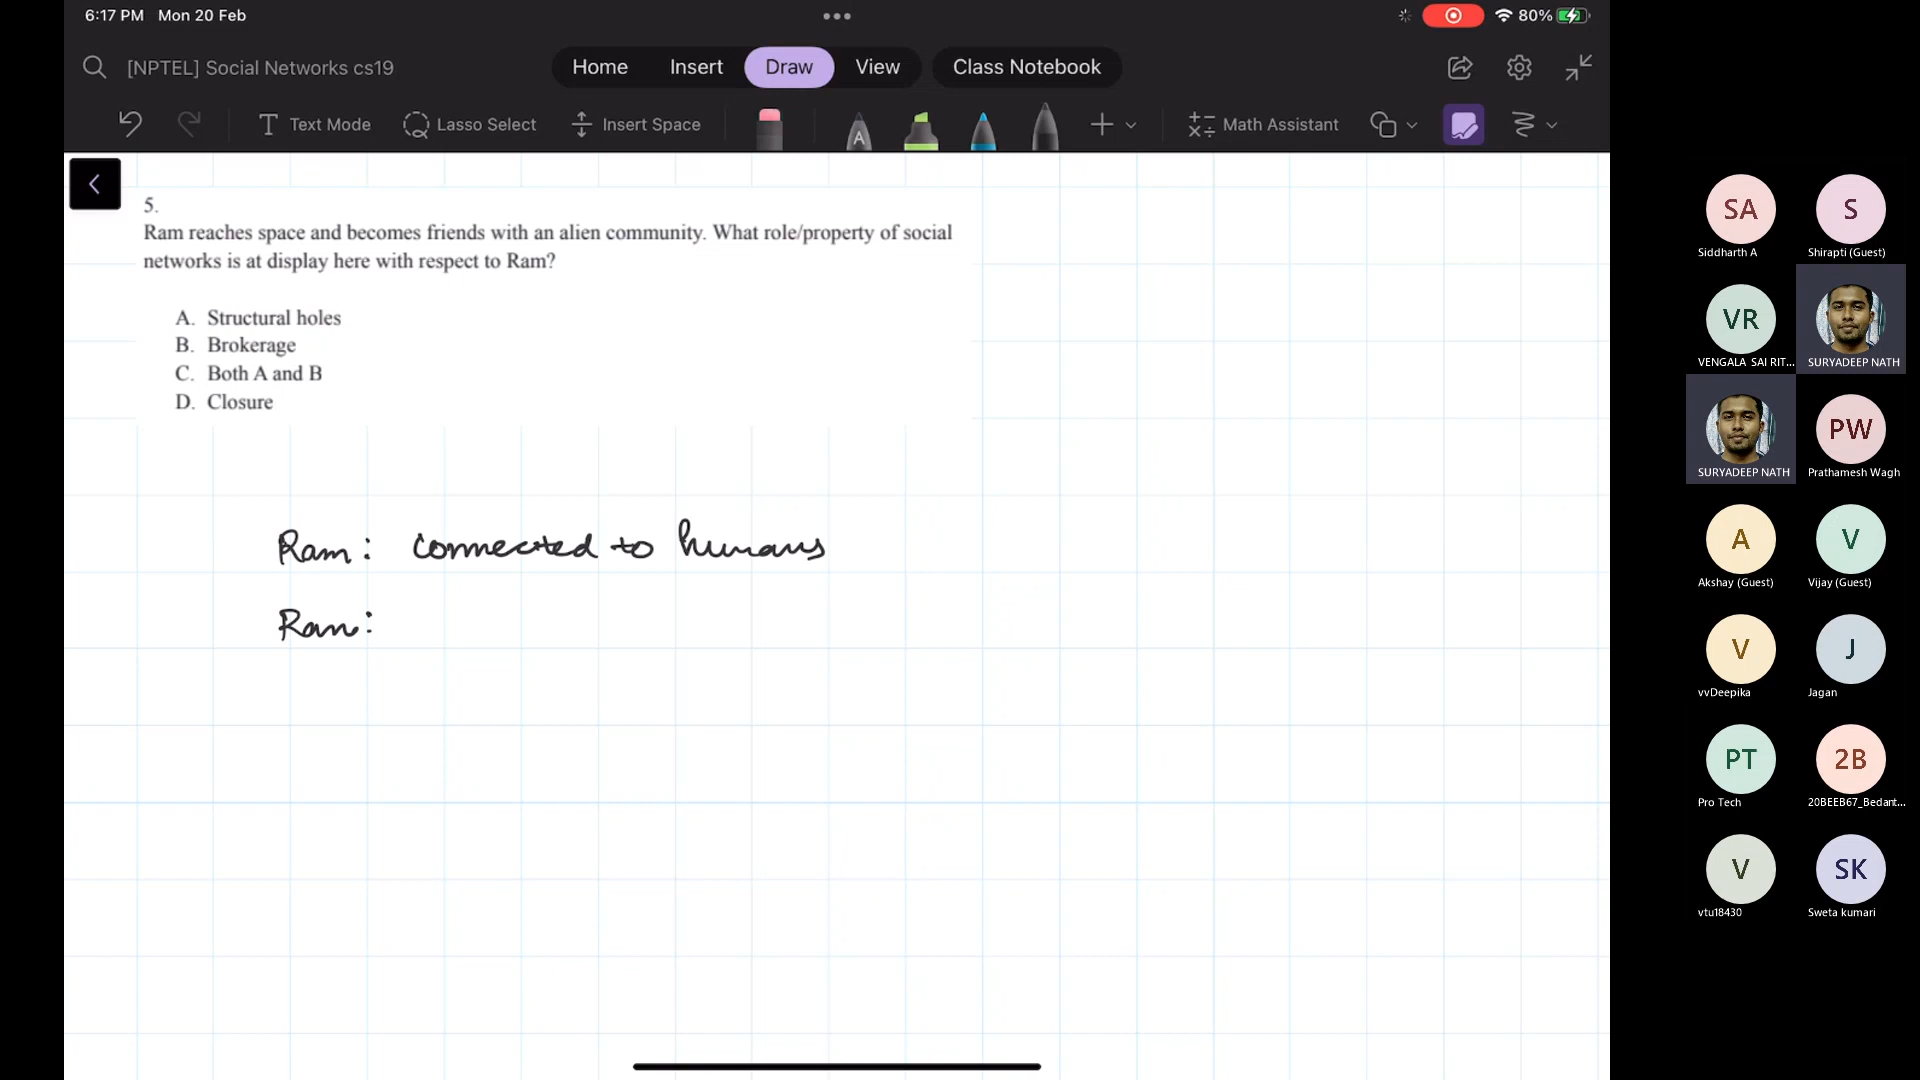 6:17 PM Mon 20 Feb
80%
[NPTEL] Social Networks cs19
Home Insert Draw View Class Notebook
Text Mode Lasso Select Insert Space A Math Assistant
5.
Ram reaches space and becomes friends with an alien community. What role/property of social
networks is at display here with respect to Ram?
A. Structural holes
B. Brokerage
C. Both A and B
D. Closure
Ram: connected to humans
Ram:
SA S
Siddharth A Shirapti (Guest)
VR
VENGALA SAI RIT... SURYADEEP NATH
PW
SURYADEEP NATH Prathamesh Wagh
A V
Akshay (Guest) Vijay (Guest)
V J
vvDeepika Jagan
PT 2B
Pro Tech 20BEEB67_Bedant...
V SK
vtu18430 Sweta kumari